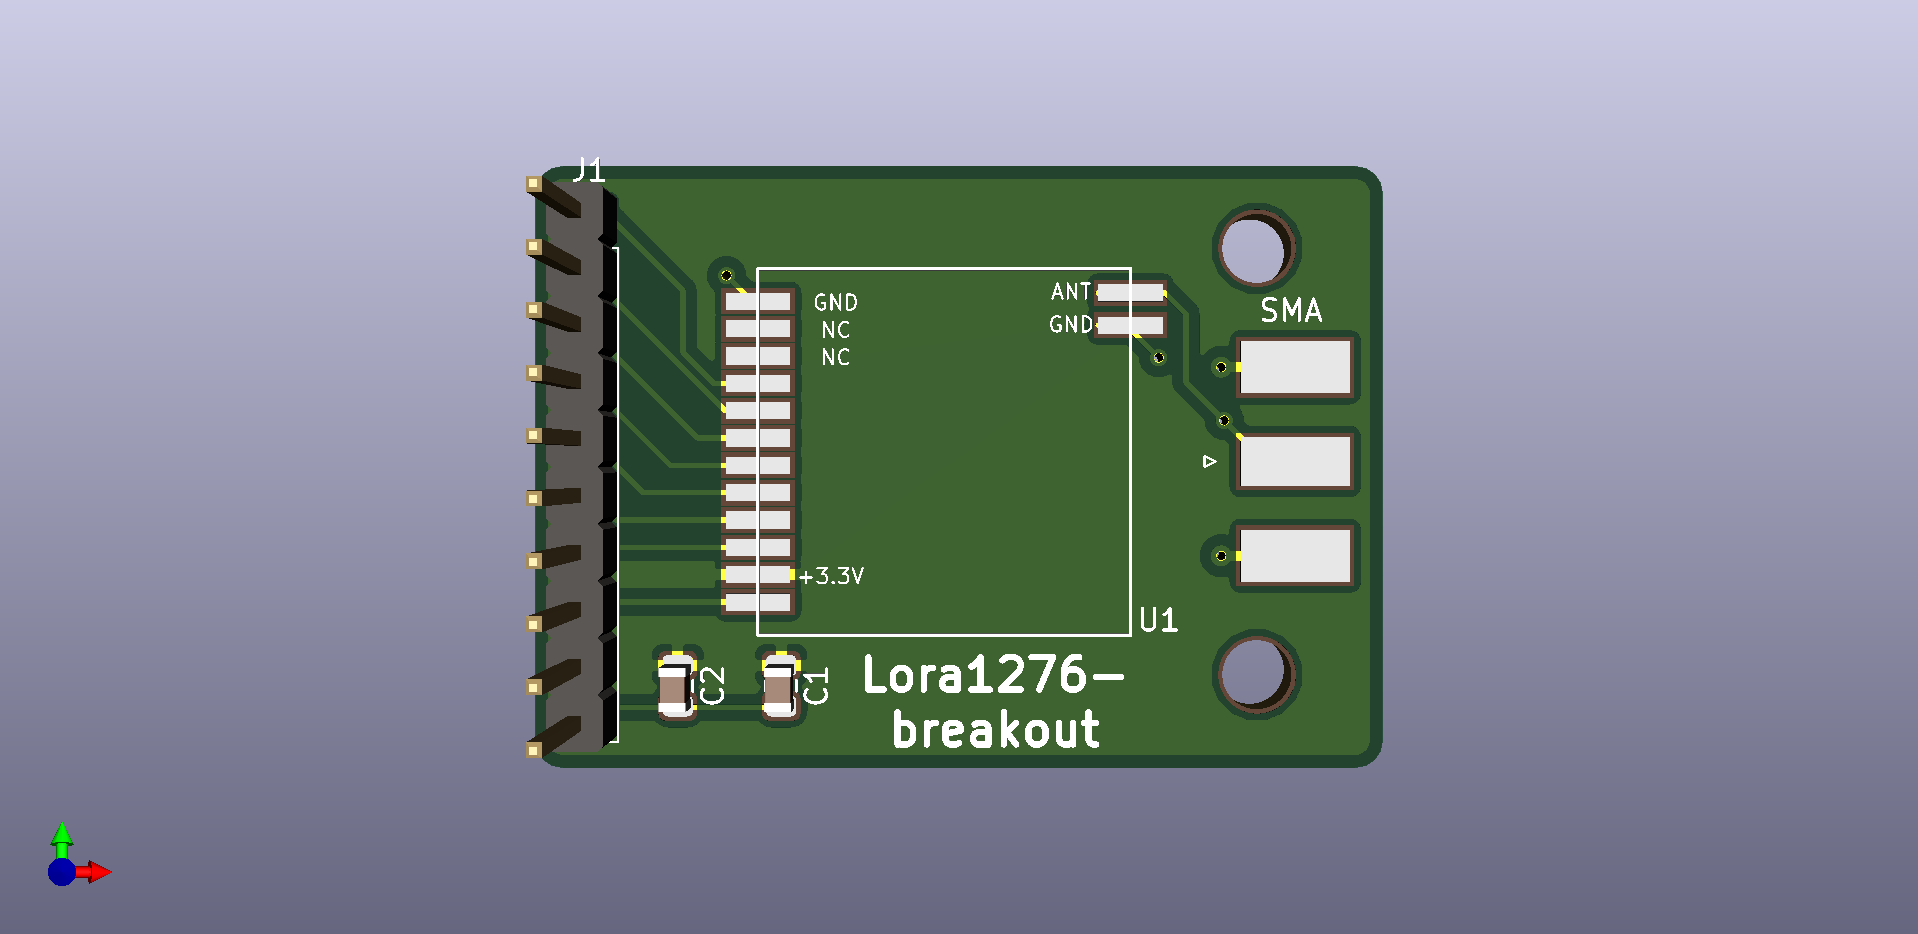 J1
GND
NC
NC
ANT
GND
SMA
+3.3V
U1
C2
C1
Lora1276-
breakout